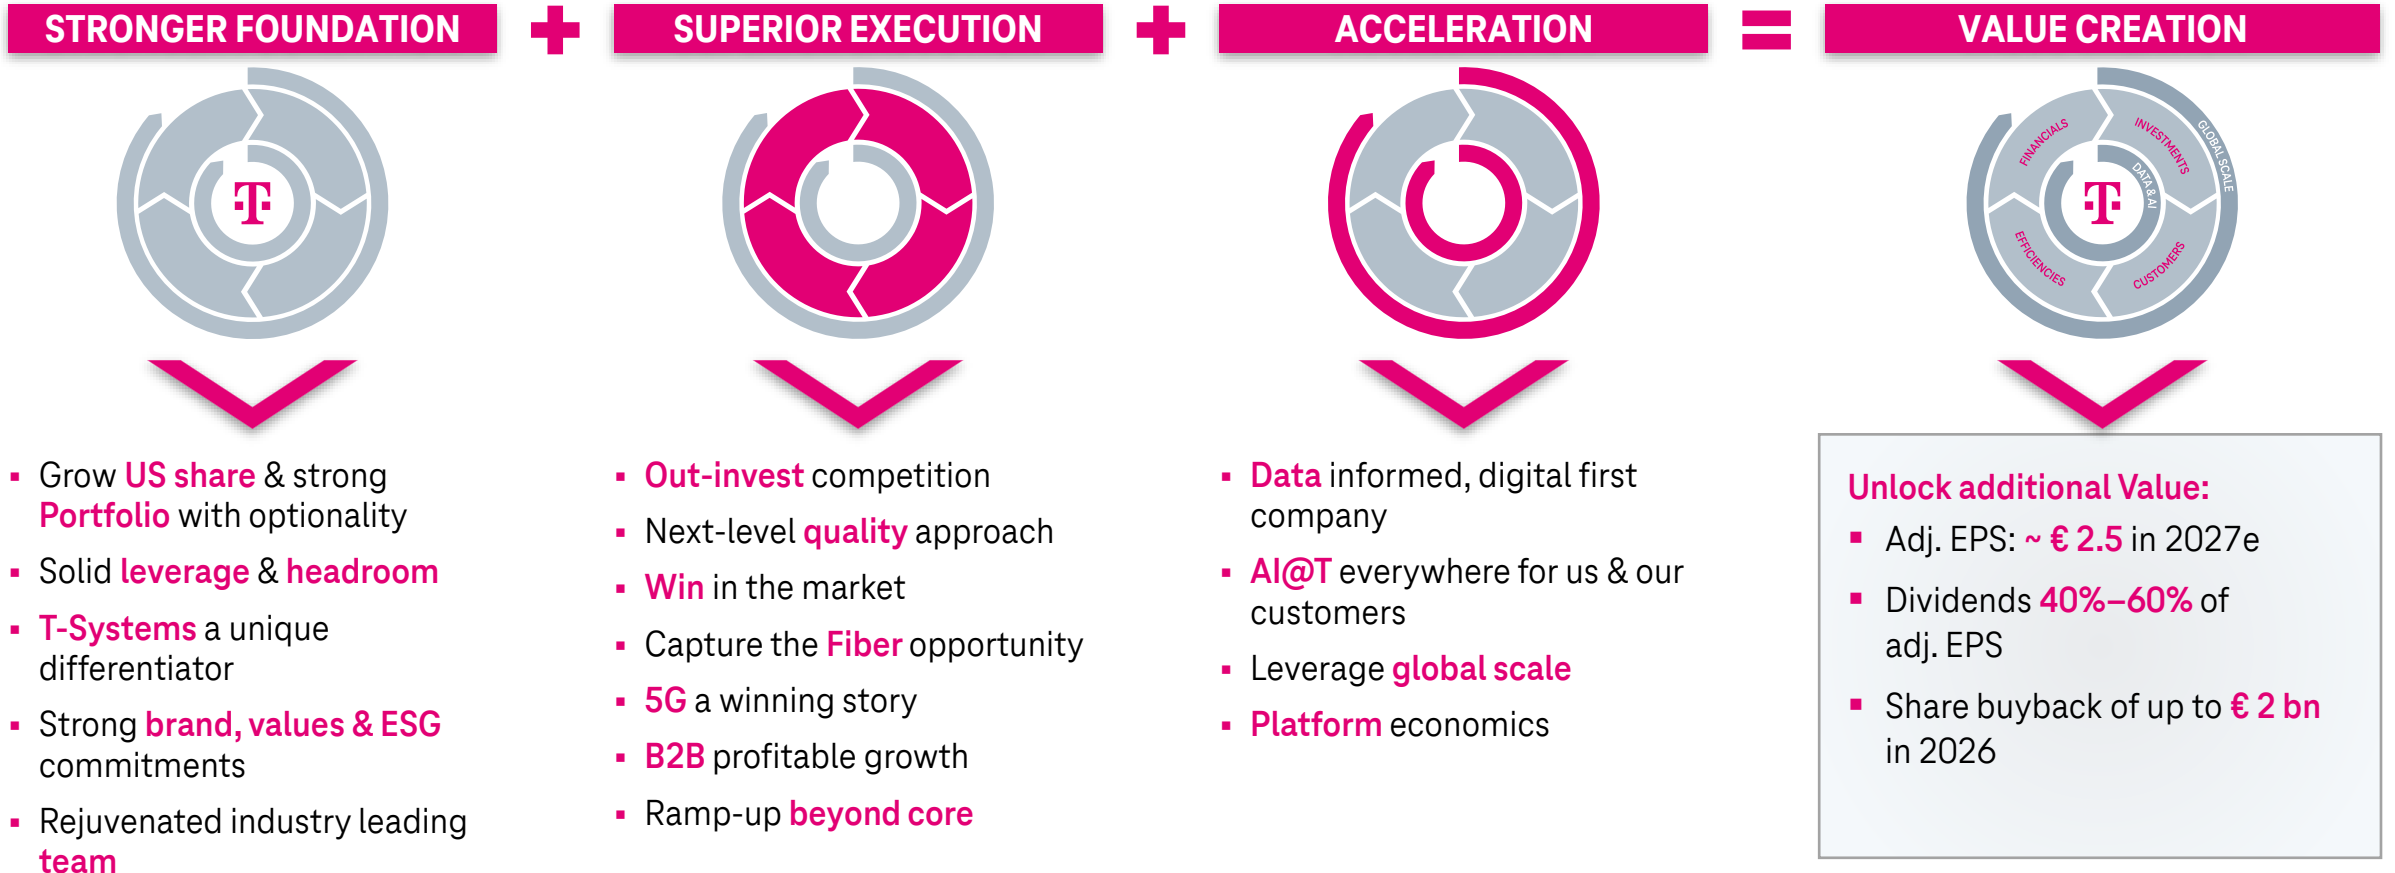 STRONGER FOUNDATION + SUPERIOR EXECUTION + ACCELERATION = VALUE CREATION
T
FINANCIALS
INVESTMENTS
GLOBAL SCALE
DATA & AI
T
EFFICIENCIES
CUSTOMERS
▪ Grow US share & strong
Portfolio with optionality
▪ Solid leverage & headroom
▪ T-Systems a unique
differentiator
▪ Strong brand, values & ESG
commitments
▪ Rejuvenated industry leading
team
▪ Out-invest competition
▪ Next-level quality approach
▪ Win in the market
▪ Capture the Fiber opportunity
▪ 5G a winning story
▪ B2B profitable growth
▪ Ramp-up beyond core
▪ Data informed, digital first
company
▪ AI@T everywhere for us & our
customers
▪ Leverage global scale
▪ Platform economics
Unlock additional Value:
▪ Adj. EPS: ~ € 2.5 in 2027e
▪ Dividends 40%–60% of
adj. EPS
▪ Share buyback of up to € 2 bn
in 2026